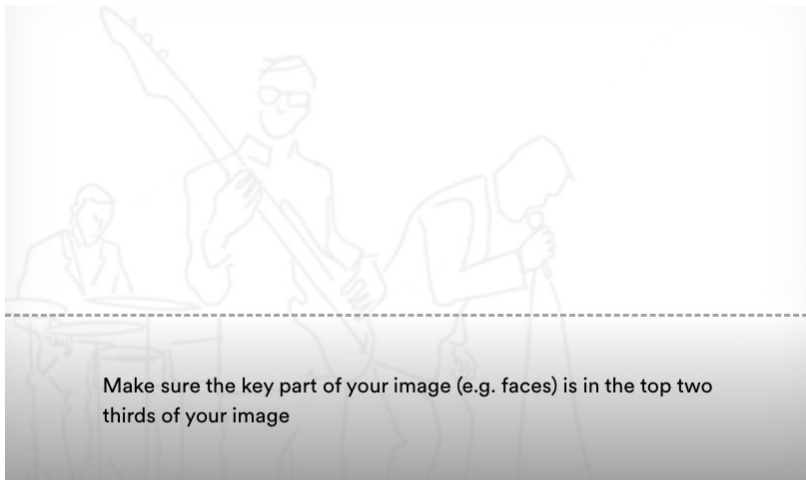 Make sure the key part of your image (e.g. faces) is in the top two
thirds of your image